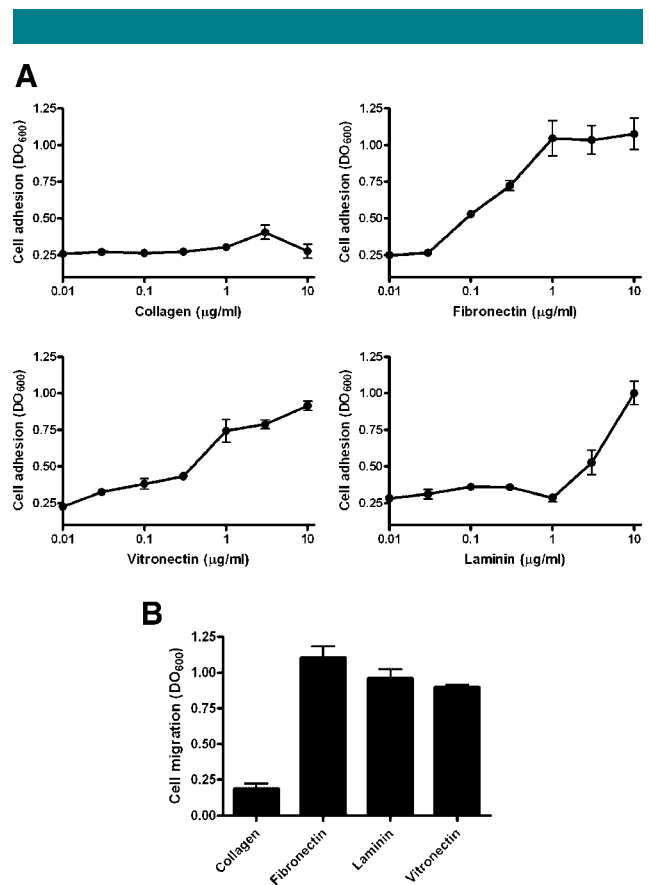 A
Cell adhesion (DO600)
1.25
1.00
0.75
0.50
0.25
0.01 0.1 1 10
Collagen (μg/ml)
Cell adhesion (DO600)
1.25
1.00
0.75
0.50
0.25
0.01 0.1 1 10
Fibronectin (μg/ml)
Cell adhesion (DO600)
1.25
1.00
0.75
0.50
0.25
0.01 0.1 1 10
Vitronectin (μg/ml)
Cell adhesion (DO600)
1.25
1.00
0.75
0.50
0.25
0.01 0.1 1 10
Laminin (μg/ml)
B
Cell migration (DO600)
1.25
1.00
0.75
0.50
0.25
0.00
Collagen
Fibronectin
Laminin
Vitronectin